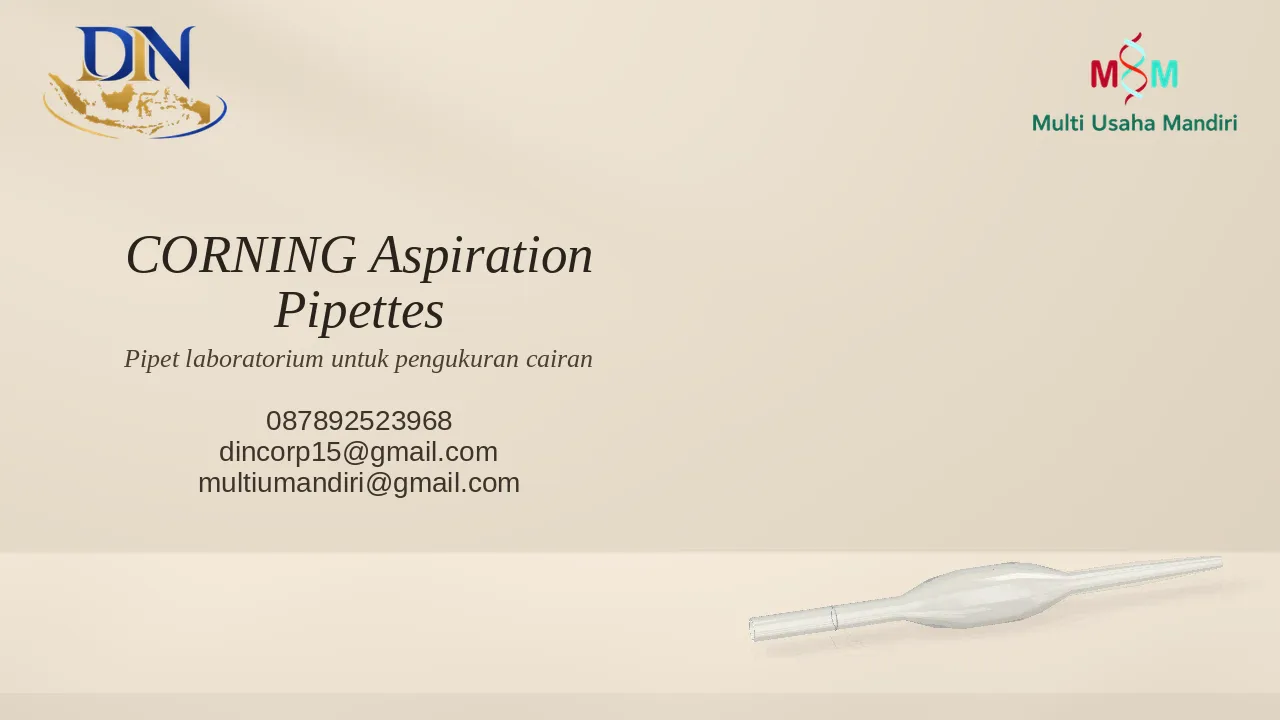 DIN
MSM
Multi Usaha Mandiri
CORNING Aspiration
Pipettes
Pipet laboratorium untuk pengukuran cairan
087892523968
dincorp15@gmail.com
multiumandiri@gmail.com